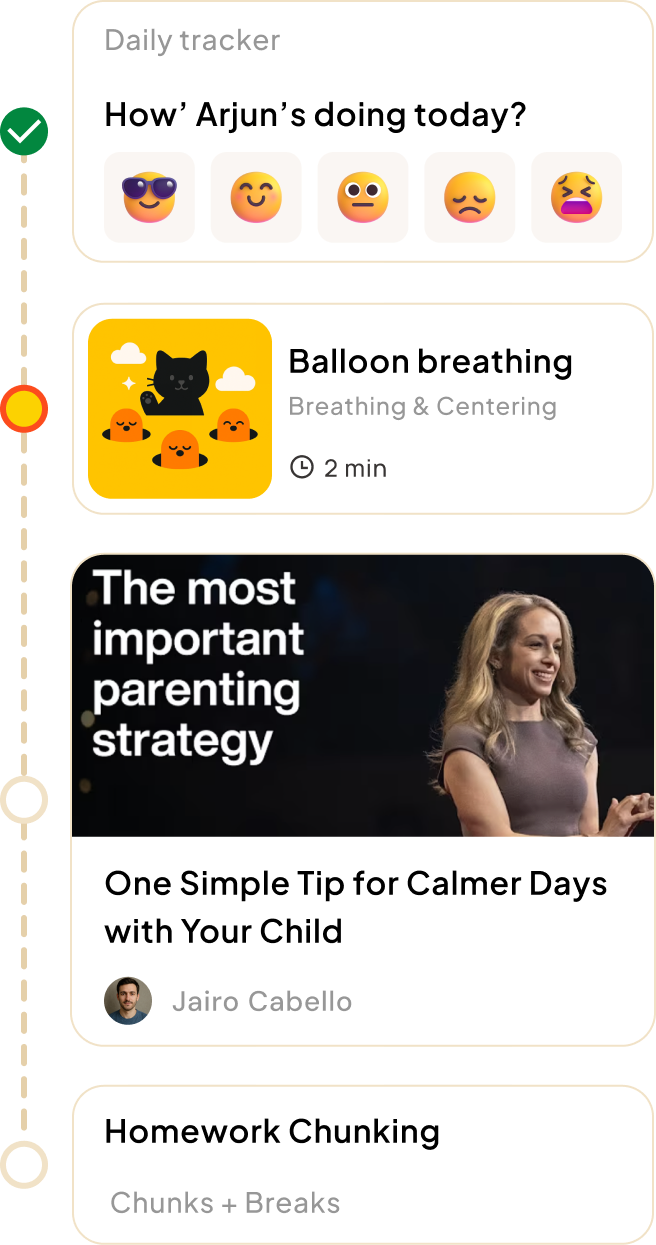 Daily tracker
How’ Arjun’s doing today?
Balloon breathing
Breathing & Centering
2 min
The most
important
parenting
strategy
One Simple Tip for Calmer Days
with Your Child
Jairo Cabello
Homework Chunking
Chunks + Breaks